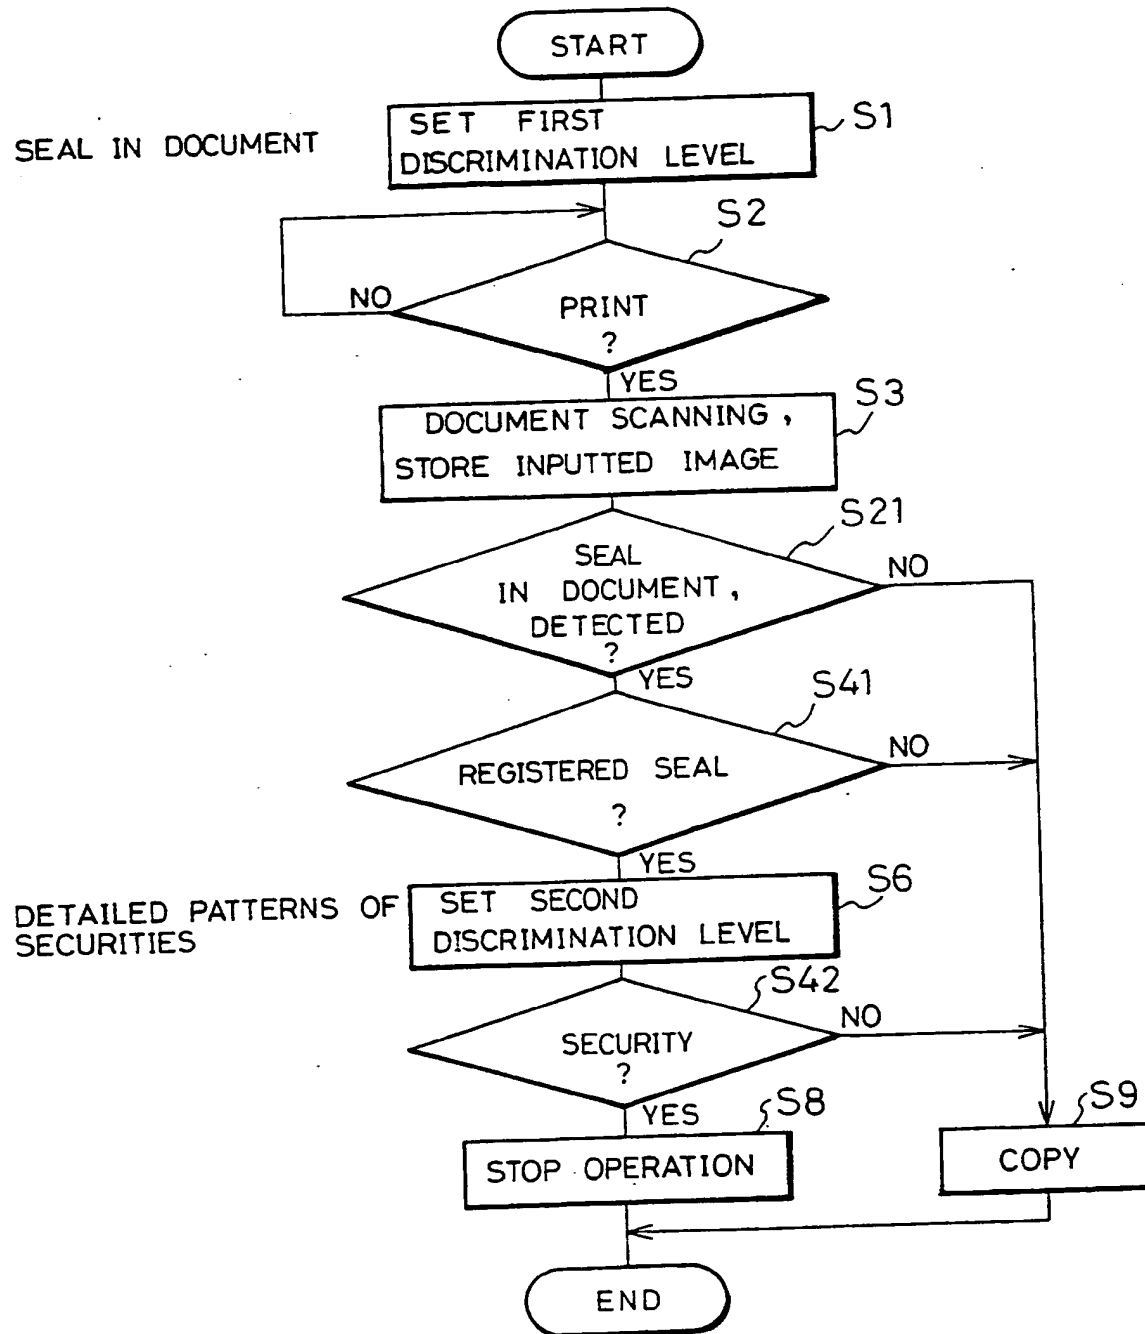 START
SEAL IN DOCUMENT
SET FIRST
DISCRIMINATION LEVEL
S1
S2
NO
PRINT
?
YES
S3
DOCUMENT SCANNING,
STORE INPUTTED IMAGE
S21
SEAL
IN DOCUMENT,
DETECTED
?
NO
YES
S41
REGISTERED SEAL
?
NO
YES
DETAILED PATTERNS OF
SECURITIES
S6
SET SECOND
DISCRIMINATION LEVEL
S42
SECURITY
?
NO
YES
S8
STOP OPERATION
S9
COPY
END